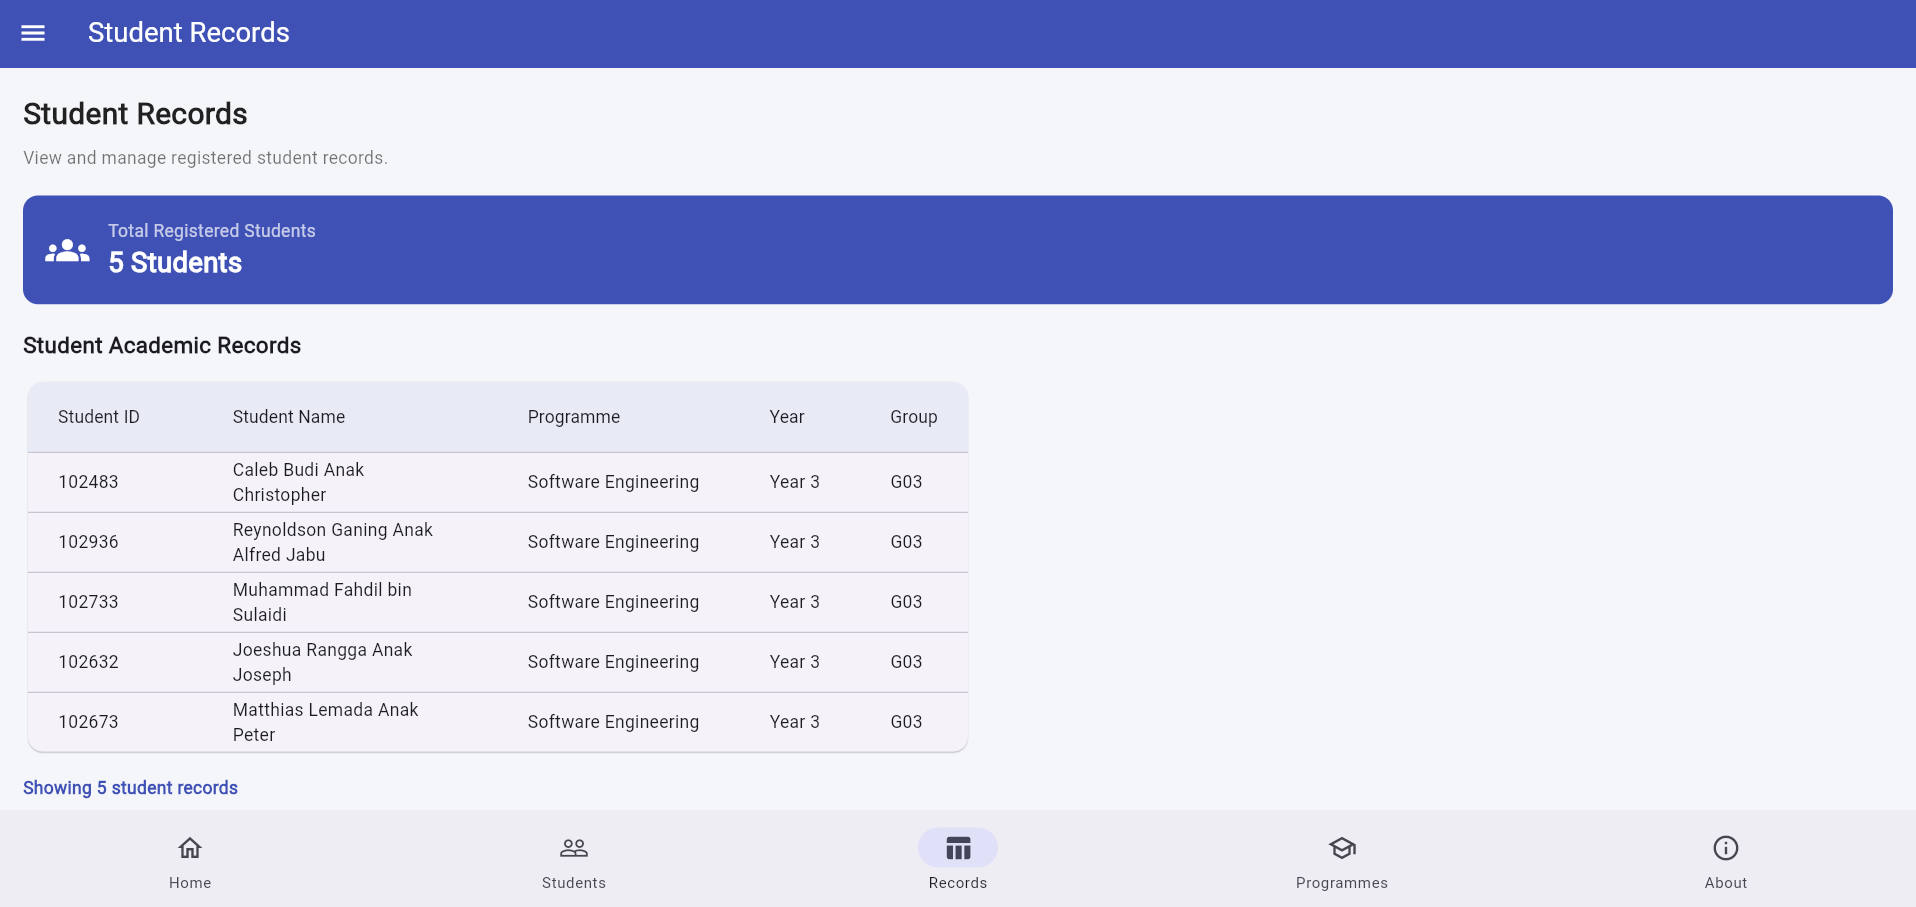 Student Records
Student Records
View and manage registered student records.
Total Registered Students
5 Students
Student Academic Records
Student ID Student Name Programme Year Group
102483 Caleb Budi Anak Christopher Software Engineering Year 3 G03
102936 Reynoldson Ganing Anak Alfred Jabu Software Engineering Year 3 G03
102733 Muhammad Fahdil bin Sulaidi Software Engineering Year 3 G03
102632 Joeshua Rangga Anak Joseph Software Engineering Year 3 G03
102673 Matthias Lemada Anak Peter Software Engineering Year 3 G03
Showing 5 student records
Home Students Records Programmes About